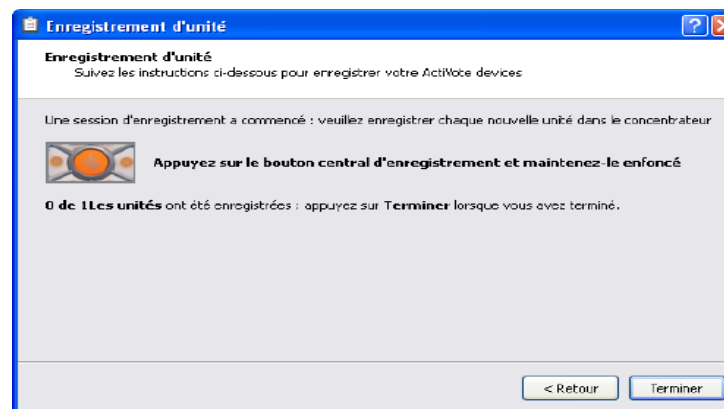 Enregistrement d'unité
Enregistrement d'unité
Suivez les instructions ci-dessous pour enregistrer votre ActiVote devices
Une session d'enregistrement a commencé : veuillez enregistrer chaque nouvelle unité dans le concentrateur
Appuyez sur le bouton central d'enregistrement et maintenez-le enfoncé
0 de 1Les unités ont été enregistrées : appuyez sur Terminer lorsque vous avez terminé.
< Retour Terminer